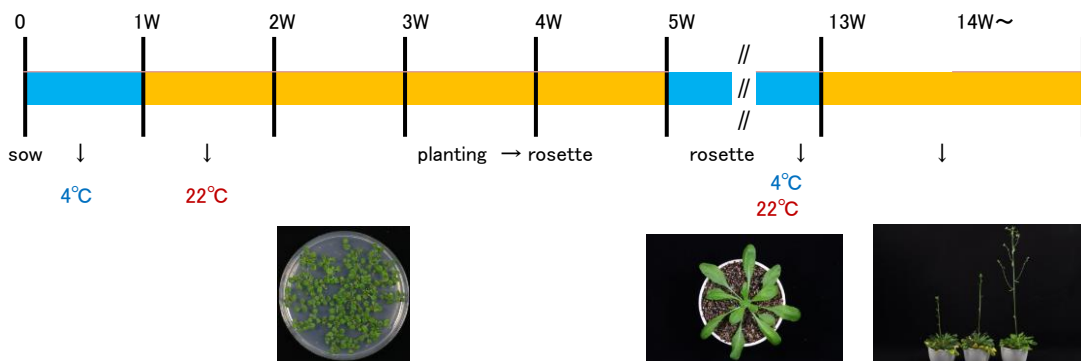 0 1W 2W 3W 4W 5W 13W 14W～
// // //
sow ↓ ↓ planting → rosette rosette ↓ ↓
4℃ 22℃ 4℃
22℃